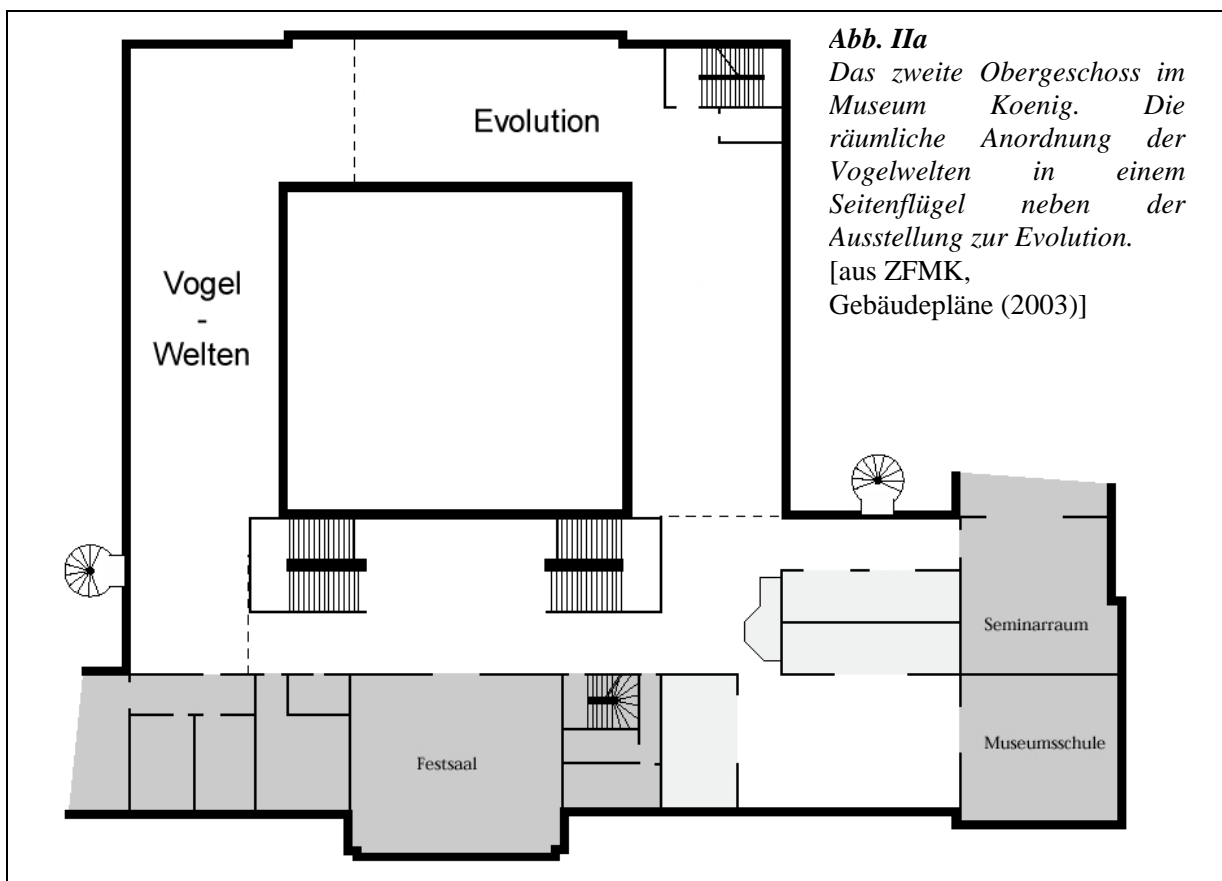 Abb. IIa
Das zweite Obergeschoss im
Museum Koenig. Die
räumliche Anordnung der
Vogelwelten in einem
Seitenflügel neben der
Ausstellung zur Evolution.
[aus ZFMK,
Gebäudepläne (2003)]
Evolution
Vogel
-
Welten
Seminarraum
Museumsschule
Festsaal